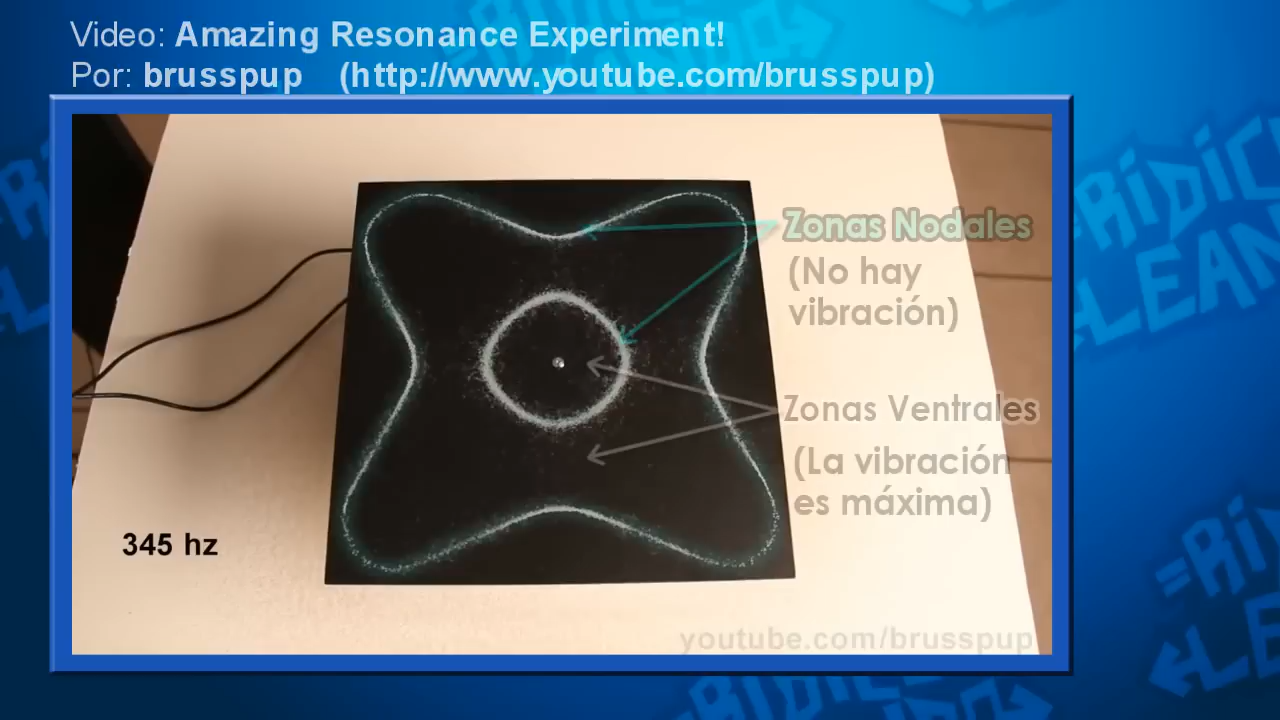 Video: Amazing Resonance Experiment!
Por: brusspup (http://www.youtube.com/brusspup)
Zonas Nodales
(No hay
vibración)
Zonas Ventrales
(La vibración
es máxima)
345 hz
youtube.com/brusspup